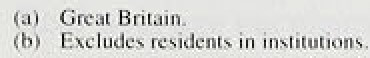 (a) Great Britain.
(b) Excludes residents in institutions.